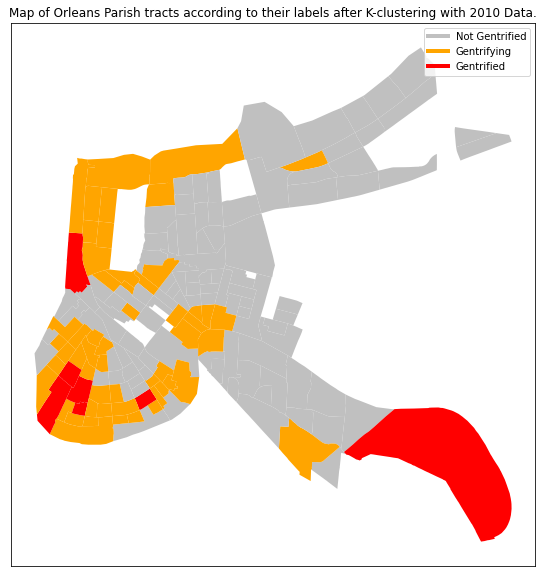 Map of Orleans Parish tracts according to their labels after K-clustering with 2010 Data.
Not Gentrified
Gentrifying
Gentrified